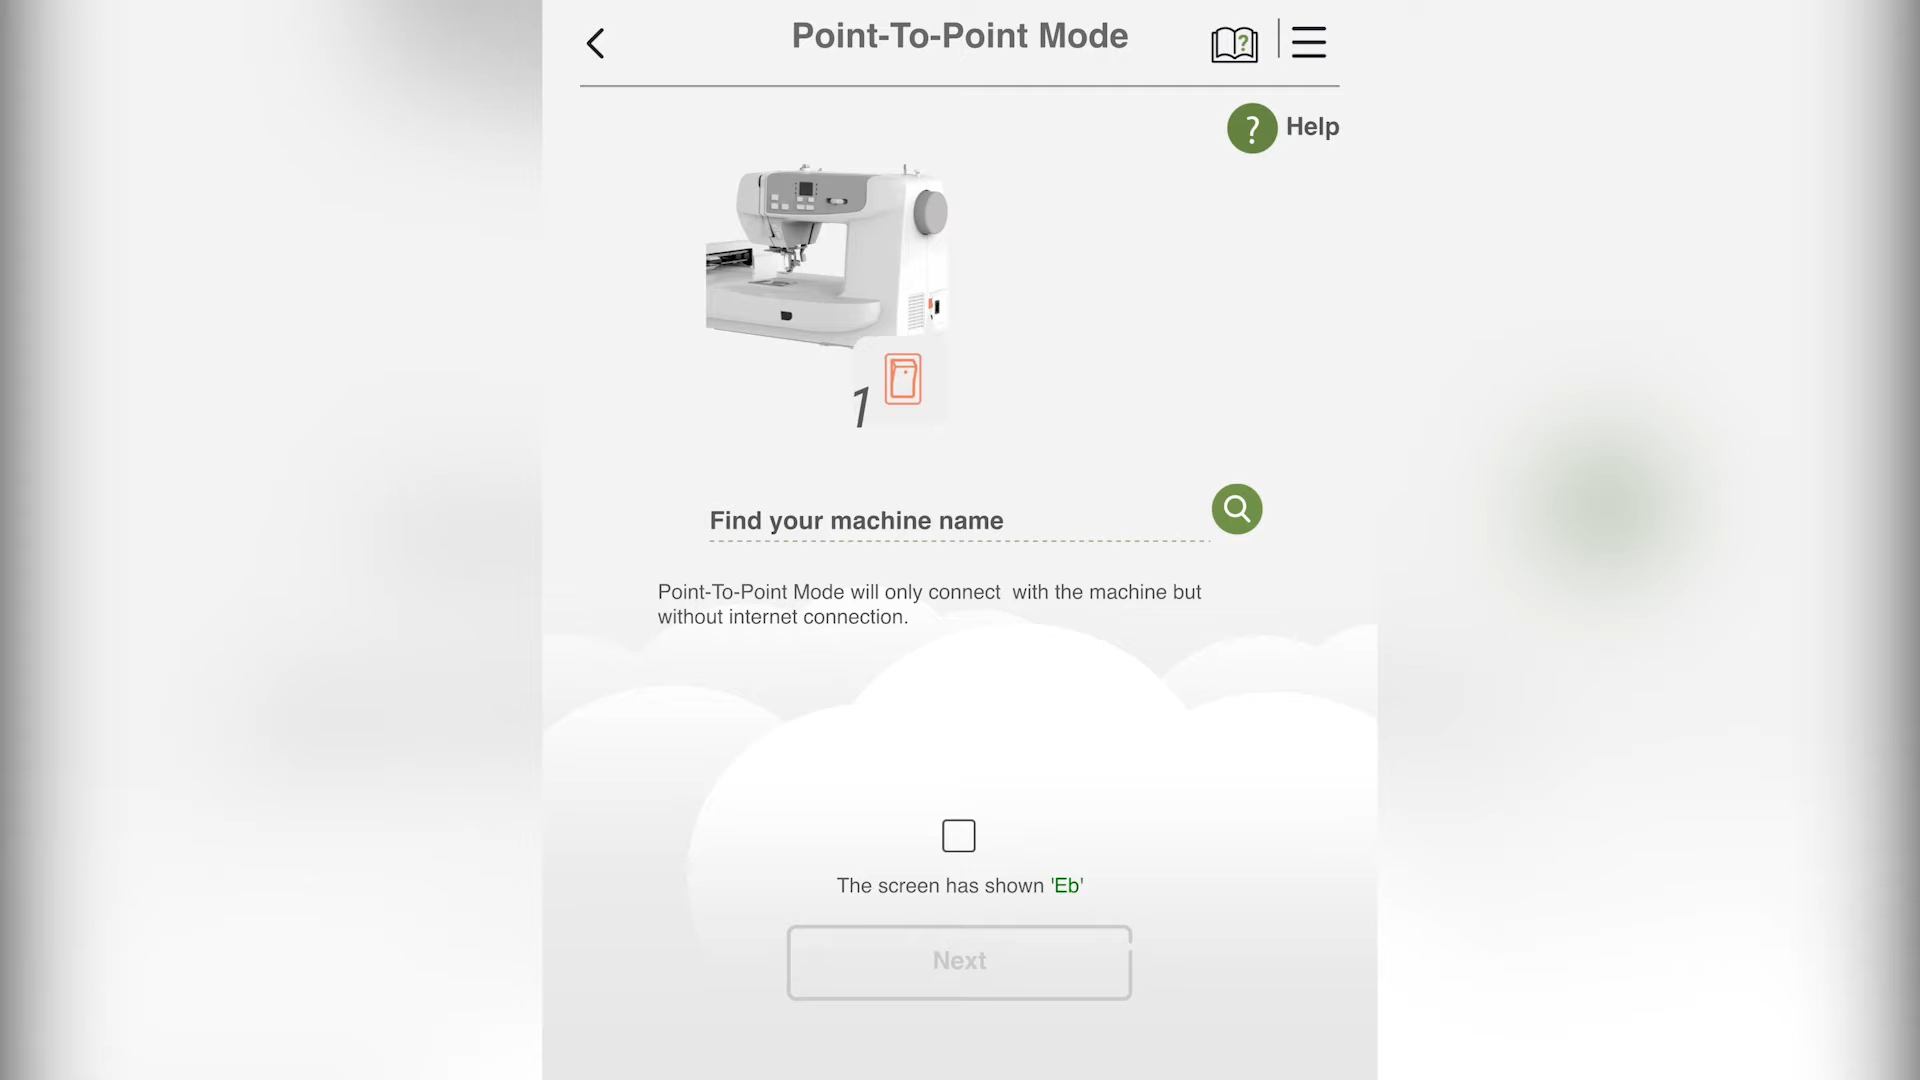 Point-To-Point Mode
?
? Help
1
Find your machine name
Point-To-Point Mode will only connect  with the machine but
without internet connection.
The screen has shown 'Eb'
Next